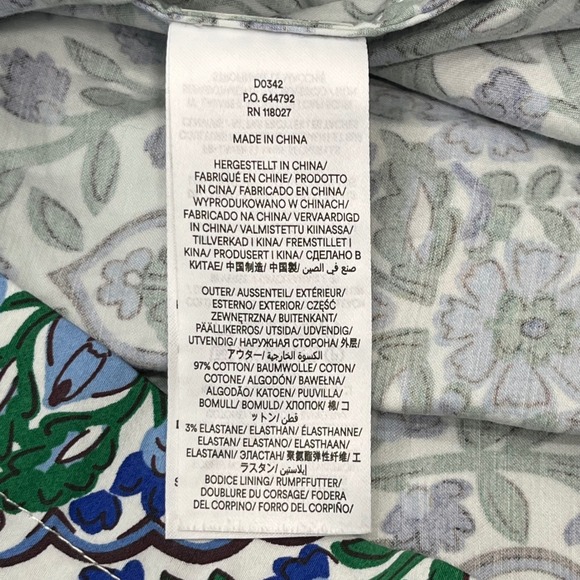 D0342
P.O. 644792
RN 118027
MADE IN CHINA
HERGESTELLT IN CHINA/
FABRIQUÉ EN CHINE/ PRODOTTO
IN CINA/ FABRICADO EN CHINA/
WYPRODUKOWANO W CHINACH/
FABRICADO NA CHINA/ VERVAARDIGD
IN CHINA/ VALMISTETTU KIINASSA/
TILLVERKAD I KINA/ FREMSTILLET I
KINA/ PRODUSERT I KINA/ СДЕЛАНО В
КИТАЕ/ 中国制造/ 中国製/ صنع في الصين/
OUTER/ AUSSENTEIL/ EXTÉRIEUR/
ESTERNO/ EXTERIOR/ CZĘŚĆ
ZEWNĘTRZNA/ BUITENKANT/
PÄÄLLIKERROS/ UTSIDA/ UDVENDIG/
UTVENDIG/ НАРУЖНАЯ СТОРОНА/ 外层/
アウター/ الكسوة الخارجية/
97% COTTON/ BAUMWOLLE/ COTON/
COTONE/ ALGODÓN/ BAWEŁNA/
ALGODÃO/ KATOEN/ PUUVILLA/
BOMULL/ BOMULD/ ХЛОПОК/ 棉/ コ
ットン/ قطن/
3% ELASTANE/ ELASTHAN/ ÉLASTHANNE/
ELASTAN/ ELASTANO/ ELASTHAAN/
ELASTAANI/ ЭЛАСТАН/ 聚氨酯弹性纤维/ エ
ラスタン/ إيلاستين/
BODICE LINING/ RUMPFFUTTER/
DOUBLURE DU CORSAGE/ FODERA
DEL CORPINO/ FORRO DEL CORPIÑO/